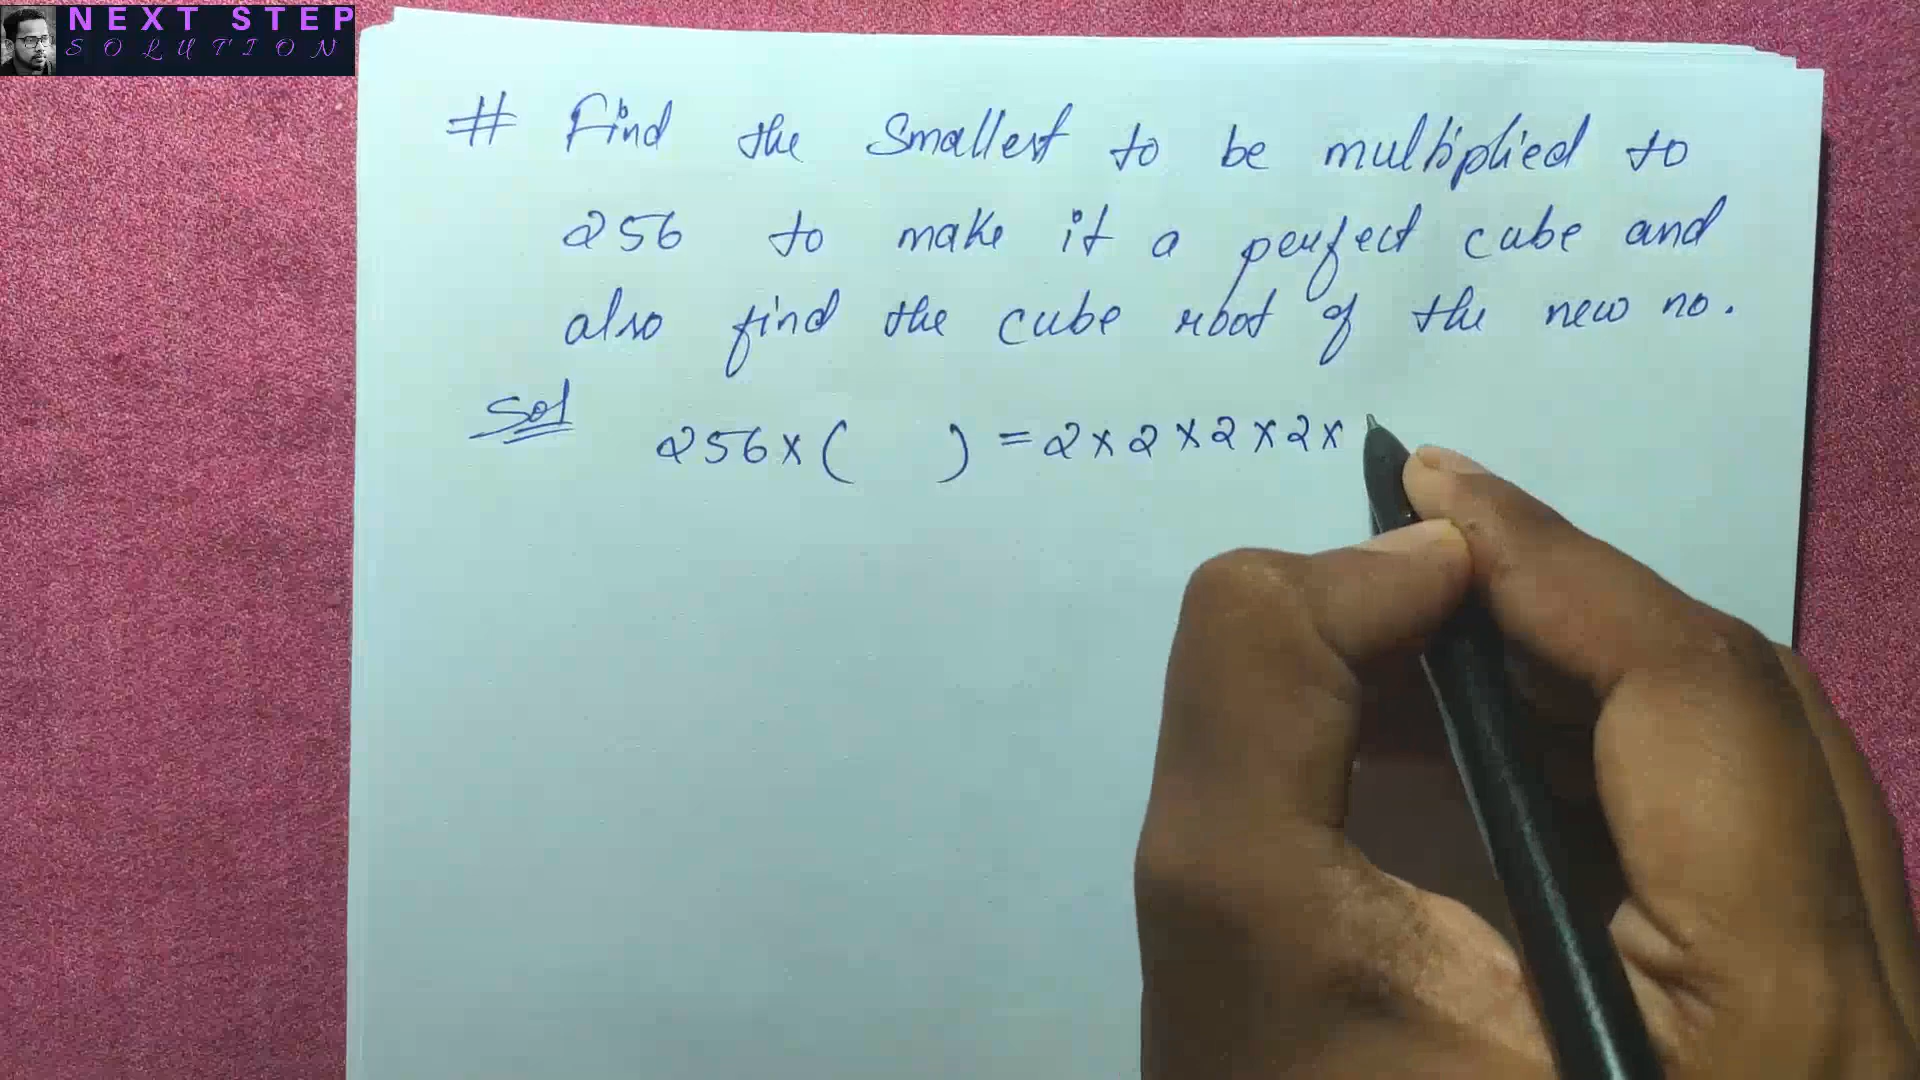 NEXT STEP
SOLUTION
# Find the Smallest to be multiplied to
256 to make it a perfect cube and
also find the cube root of the new no.
Sol 256×( ) = 2×2×2×2×